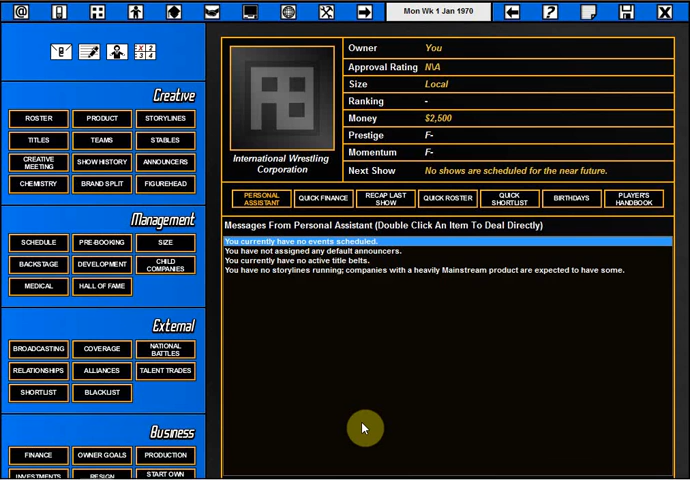 Mon Wk 1 Jan 1970
Creative
ROSTER PRODUCT STORYLINES
TITLES TEAMS STABLES
CREATIVE MEETING SHOW HISTORY ANNOUNCERS
CHEMISTRY BRAND SPLIT FIGUREHEAD
Management
SCHEDULE PRE-BOOKING SIZE
BACKSTAGE DEVELOPMENT CHILD COMPANIES
MEDICAL HALL OF FAME
External
BROADCASTING COVERAGE NATIONAL BATTLES
RELATIONSHIPS ALLIANCES TALENT TRADES
SHORTLIST BLACKLIST
Business
FINANCE OWNER GOALS PRODUCTION
INVESTMENTS RESIGN START OWN
International Wrestling
Corporation
Owner You
Approval Rating N\A
Size Local
Ranking -
Money $2,500
Prestige F-
Momentum F-
Next Show No shows are scheduled for the near future.
PERSONAL ASSISTANT QUICK FINANCE RECAP LAST SHOW QUICK ROSTER QUICK SHORTLIST BIRTHDAYS PLAYER'S HANDBOOK
Messages From Personal Assistant (Double Click An Item To Deal Directly)
You currently have no events scheduled.
You have not assigned any default announcers.
You currently have no active title belts.
You have no storylines running; companies with a heavily Mainstream product are expected to have some.